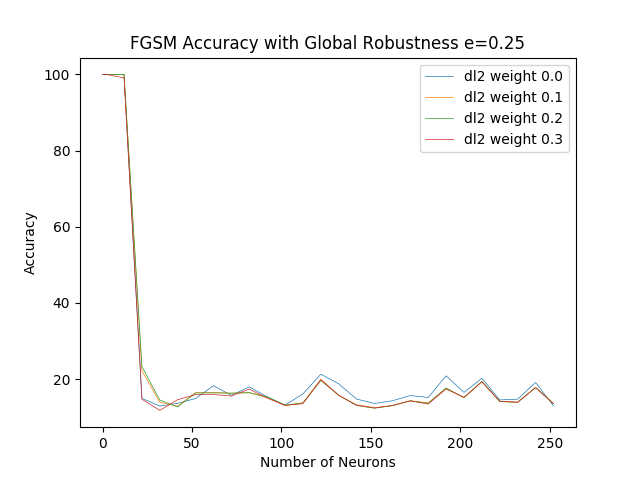 FGSM Accuracy with Global Robustness e=0.25
dl2 weight 0.0
dl2 weight 0.1
dl2 weight 0.2
dl2 weight 0.3
Accuracy
100
80
60
40
20
0 50 100 150 200 250
Number of Neurons